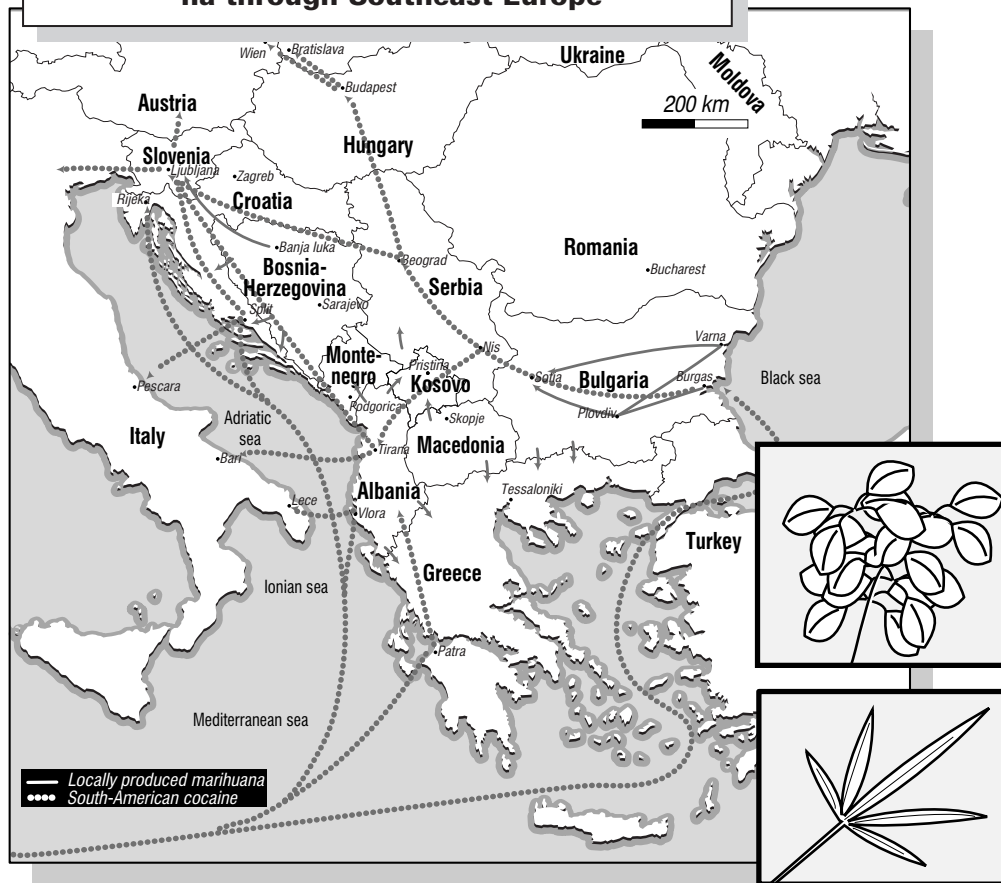 na through Southeast Europe
Ukraine
Moldova
Wien
Bratislava
Budapest
200 km
Austria
Hungary
Slovenia
Ljubljana
Zagreb
Croatia
Rijeka
Romania
Banja luka
Bosnia-
Herzegovina
Beograd
Bucharest
Serbia
Sarajevo
Split
Varna
Nis
Monte-
negro
Pristina
Kosovo
Sofia
Bulgaria
Burgas
Black sea
Pescara
Podgorica
Plovdiv
Skopje
Adriatic
sea
Italy
Macedonia
Tirana
Bari
Albania
Tessaloniki
Lece
Vlora
Turkey
Greece
Ionian sea
Patra
Mediterranean sea
Locally produced marihuana
South-American cocaine